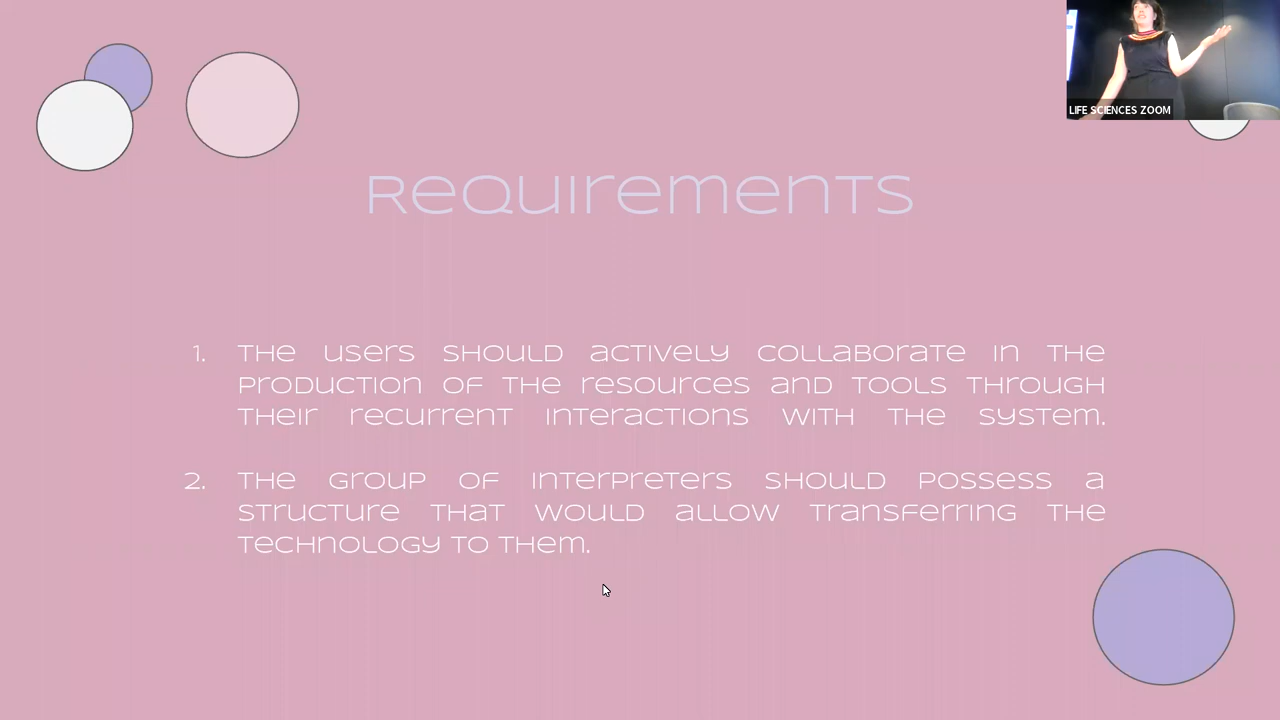 LIFE SCIENCES ZOOM
Requirements
1. The users should actively collaborate in the
production of the resources and tools through
their recurrent interactions with the system.
2. The group of interpreters should possess a
structure that would allow transferring the
technology to them.